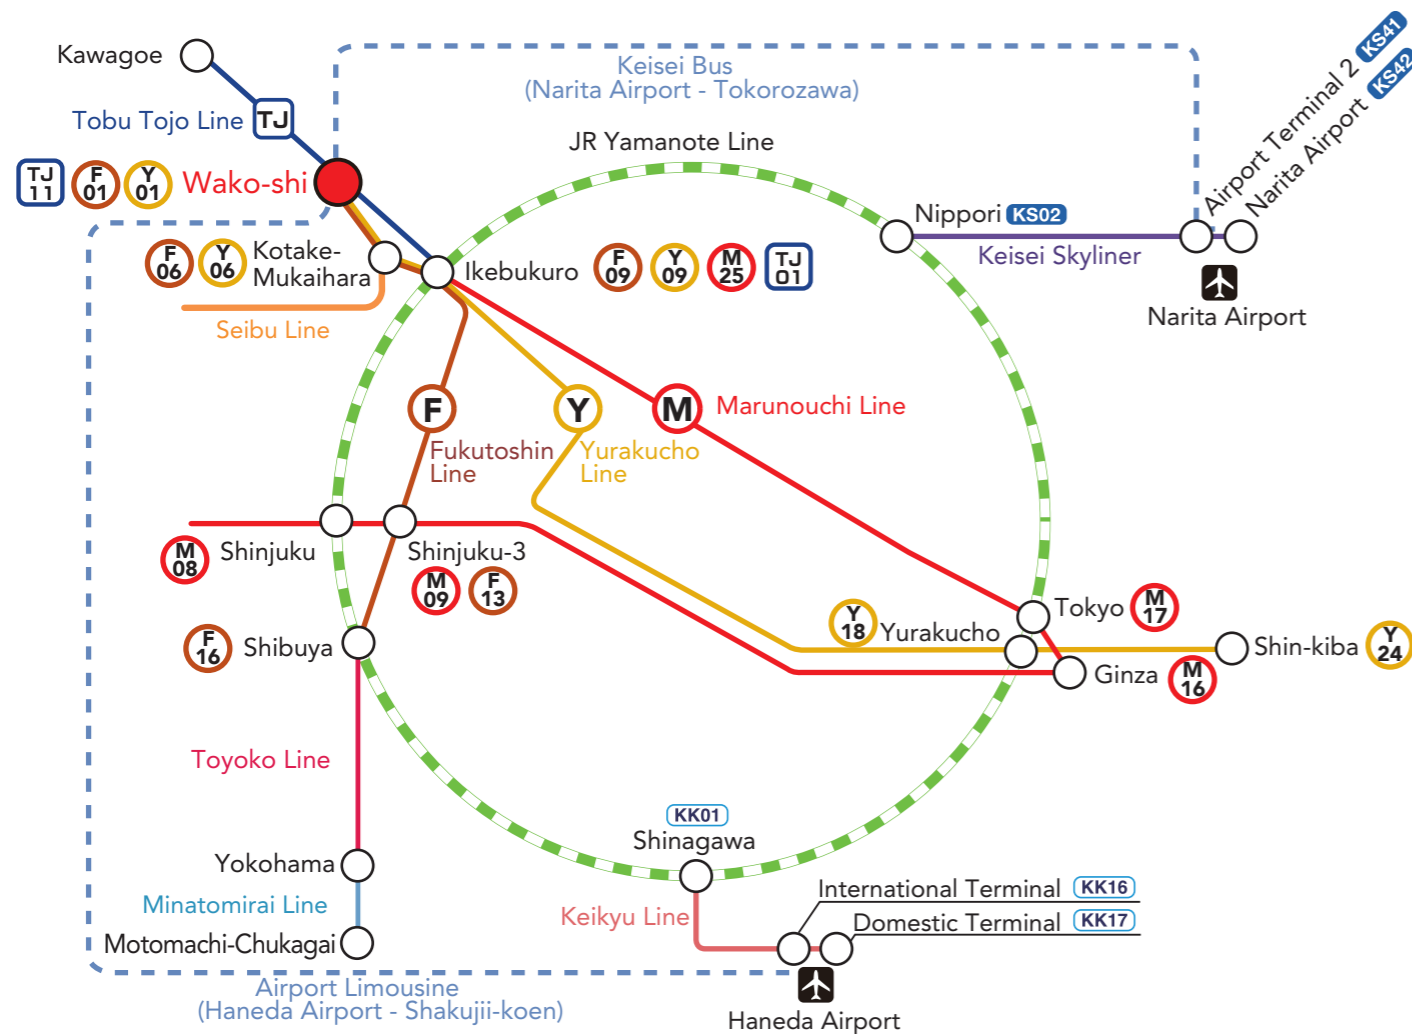 Kawagoe
Keisei Bus
(Narita Airport - Tokorozawa)
Airport Terminal 2 KS41
Narita Airport KS42
Tobu Tojo Line TJ
JR Yamanote Line
TJ
11
F
01
Y
01
Wako-shi
Nippori KS02
Keisei Skyliner
F
06
Y
06
Kotake-
Mukaihara
Ikebukuro
F
09
Y
09
M
25
TJ
01
Narita Airport
Seibu Line
F
Y
M
Marunouchi Line
Fukutoshin
Line
Yurakucho
Line
M
08
Shinjuku
Shinjuku-3
M
09
F
13
Tokyo
M
17
Y
18
Yurakucho
F
16
Shibuya
Shin-kiba
Y
24
Ginza
M
16
Toyoko Line
KK01
Shinagawa
Yokohama
Minatomirai Line
Motomachi-Chukagai
Keikyu Line
International Terminal KK16
Domestic Terminal KK17
Airport Limousine
(Haneda Airport - Shakujii-koen)
Haneda Airport